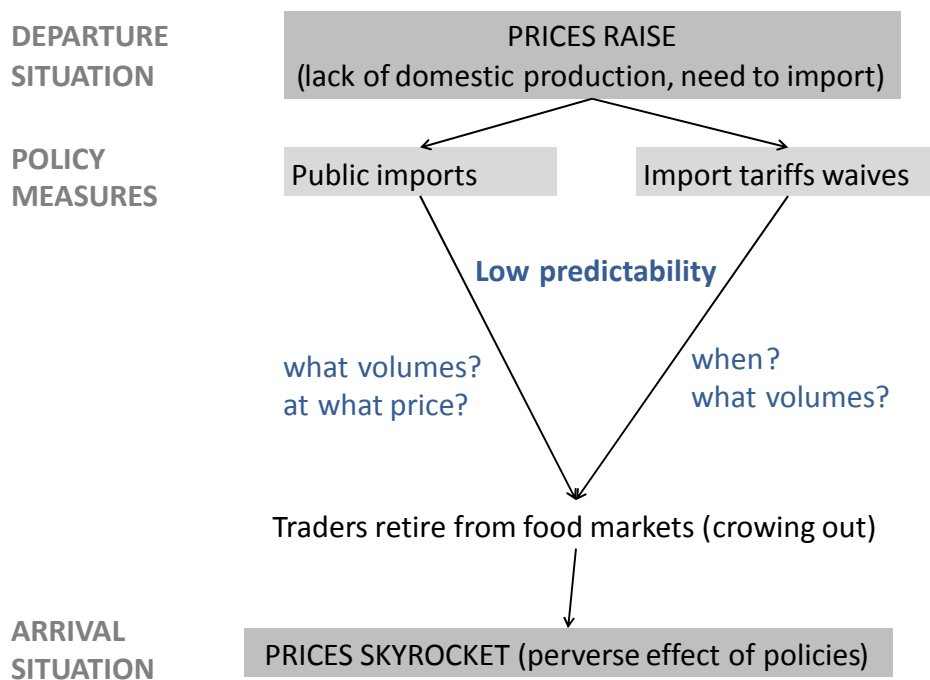 DEPARTURE
SITUATION
PRICES RAISE
(lack of domestic production, need to import)
POLICY
MEASURES
Public imports
Import tariffs waives
Low predictability
what volumes?
at what price?
when?
what volumes?
Traders retire from food markets (crowing out)
ARRIVAL
SITUATION
PRICES SKYROCKET (perverse effect of policies)